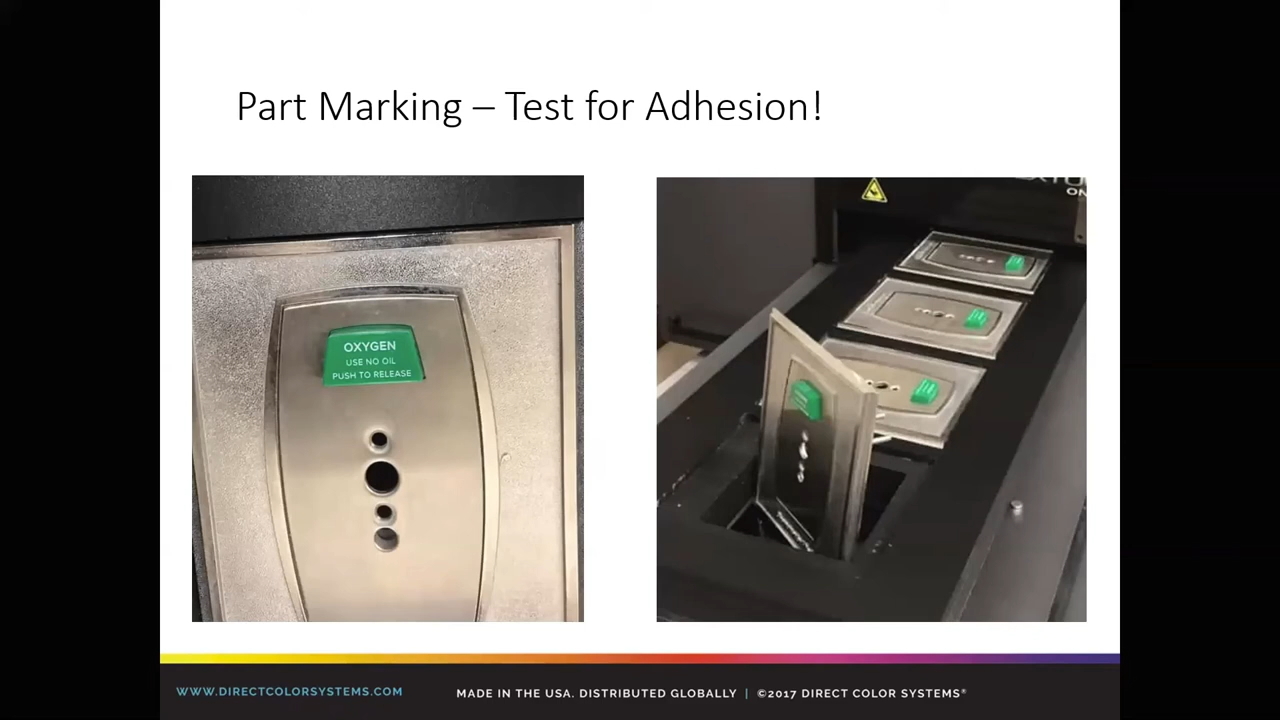 Part Marking – Test for Adhesion!
OXYGEN
USE NO OIL
PUSH TO RELEASE
WWW.DIRECTCOLORSYSTEMS.COM
MADE IN THE USA. DISTRIBUTED GLOBALLY | ©2017 DIRECT COLOR SYSTEMS®